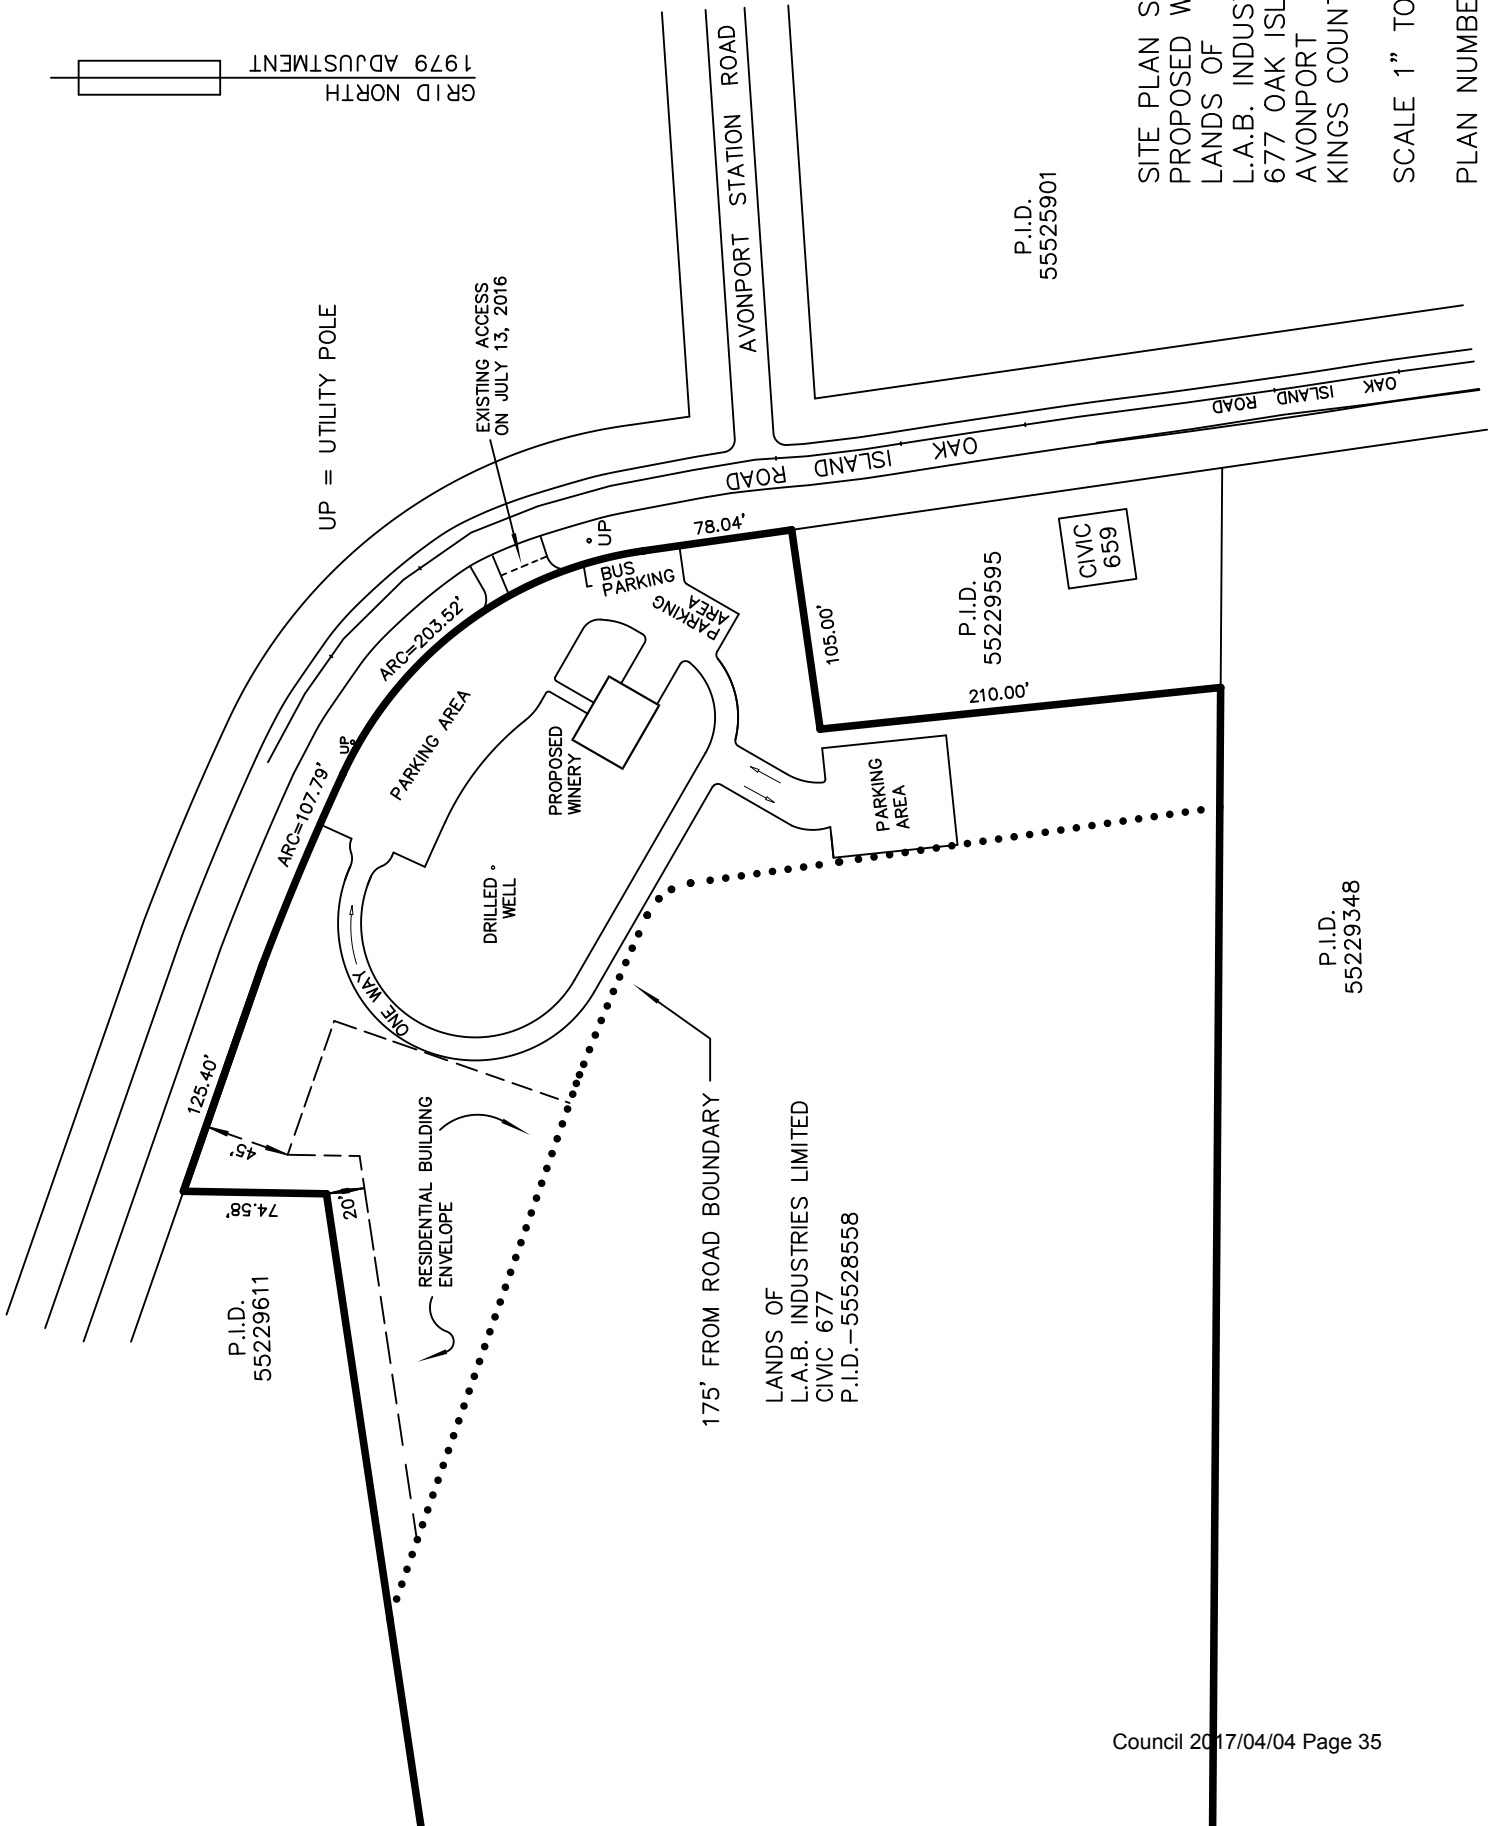 GRID NORTH
1979 ADJUSTMENT
UP = UTILITY POLE
EXISTING ACCESS
ON JULY 13, 2016
AVONPORT STATION ROAD
P.I.D.
55525901
SITE PLAN S
PROPOSED W
LANDS OF
L.A.B. INDUST
677 OAK ISL
AVONPORT
KINGS COUNT
SCALE 1" TO
PLAN NUMBE
OAK ISLAND ROAD
OAK ISLAND ROAD
UP
78.04'
BUS
PARKING
PARKING
AREA
ARC=203.52'
105.00'
P.I.D.
55229595
CIVIC
659
210.00'
PARKING AREA
UP
ARC=107.79'
PROPOSED
WINERY
PARKING
AREA
DRILLED
WELL
ONE WAY
P.I.D.
55229348
125.40'
45'
74.58'
20'
RESIDENTIAL BUILDING
ENVELOPE
175' FROM ROAD BOUNDARY
LANDS OF
L.A.B. INDUSTRIES LIMITED
CIVIC 677
P.I.D.-55528558
P.I.D.
55229611
Council 2017/04/04 Page 35